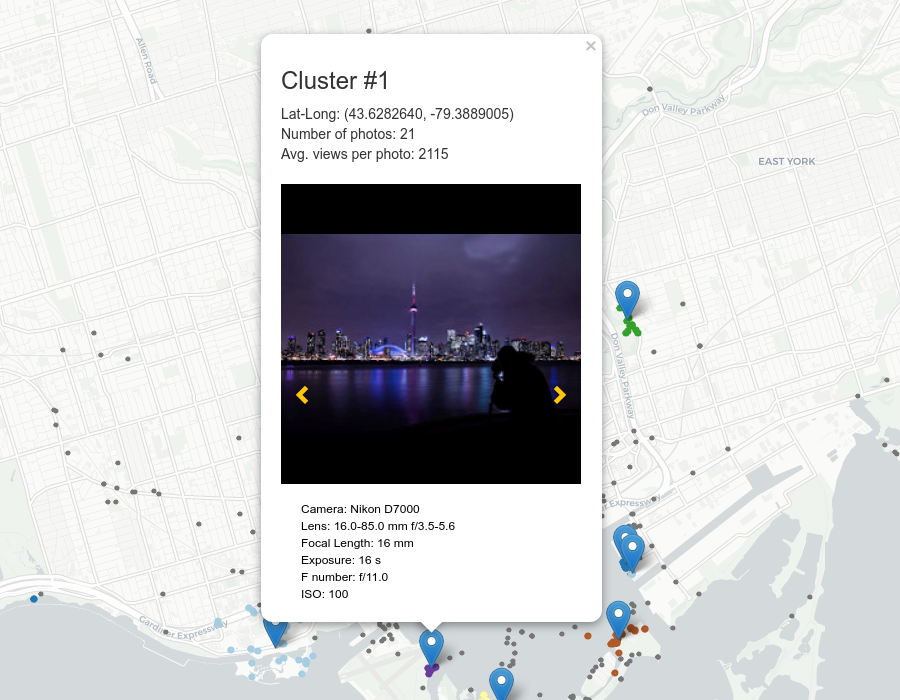 Allen Road
×
Cluster #1
Lat-Long: (43.6282640, -79.3889005)
Number of photos: 21
Avg. views per photo: 2115
Don Valley Parkway
EAST YORK
Don Valley Parkway
er Expressway
Camera: Nikon D7000
Lens: 16.0-85.0 mm f/3.5-5.6
Focal Length: 16 mm
Exposure: 16 s
F number: f/11.0
ISO: 100
Gardiner Expressway